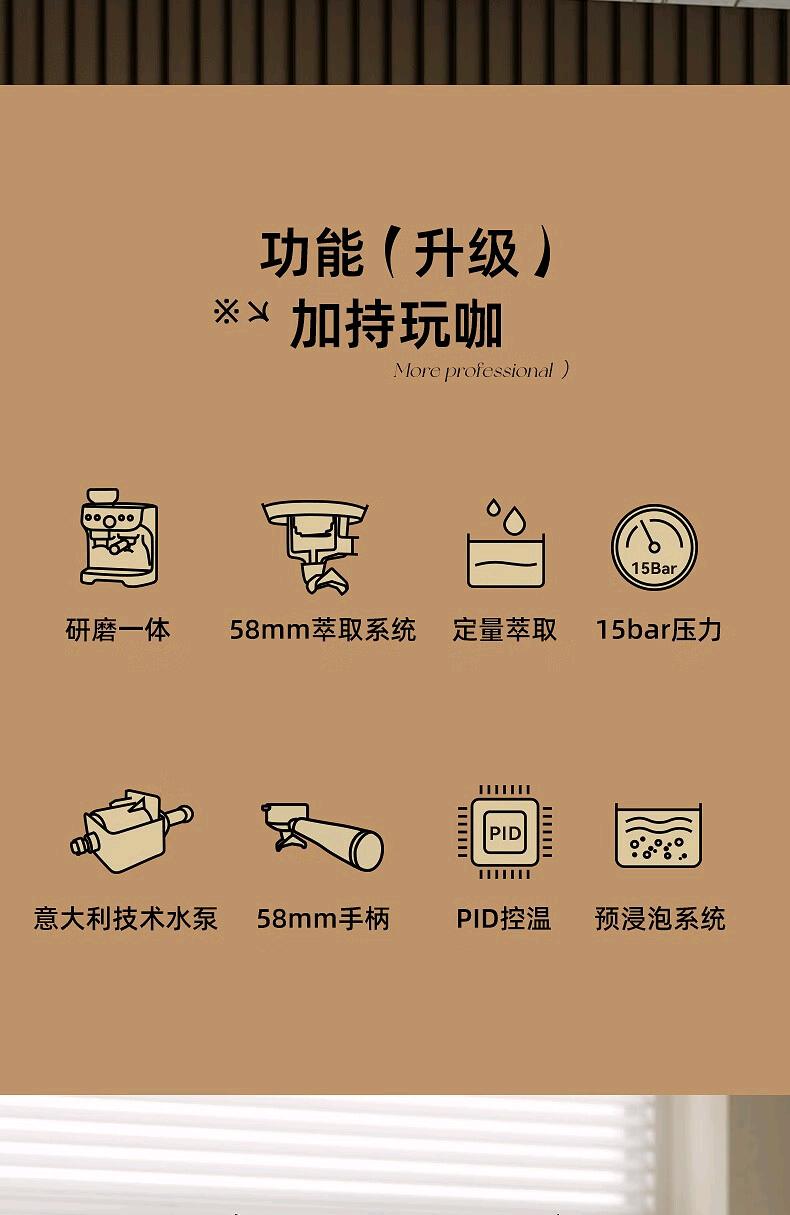 功能(升级)
※ 加持玩咖
More professional )
15Bar
研磨一体 58mm萃取系统 定量萃取 15bar压力
PID
意大利技术水泵 58mm手柄 PID控温 预浸泡系统